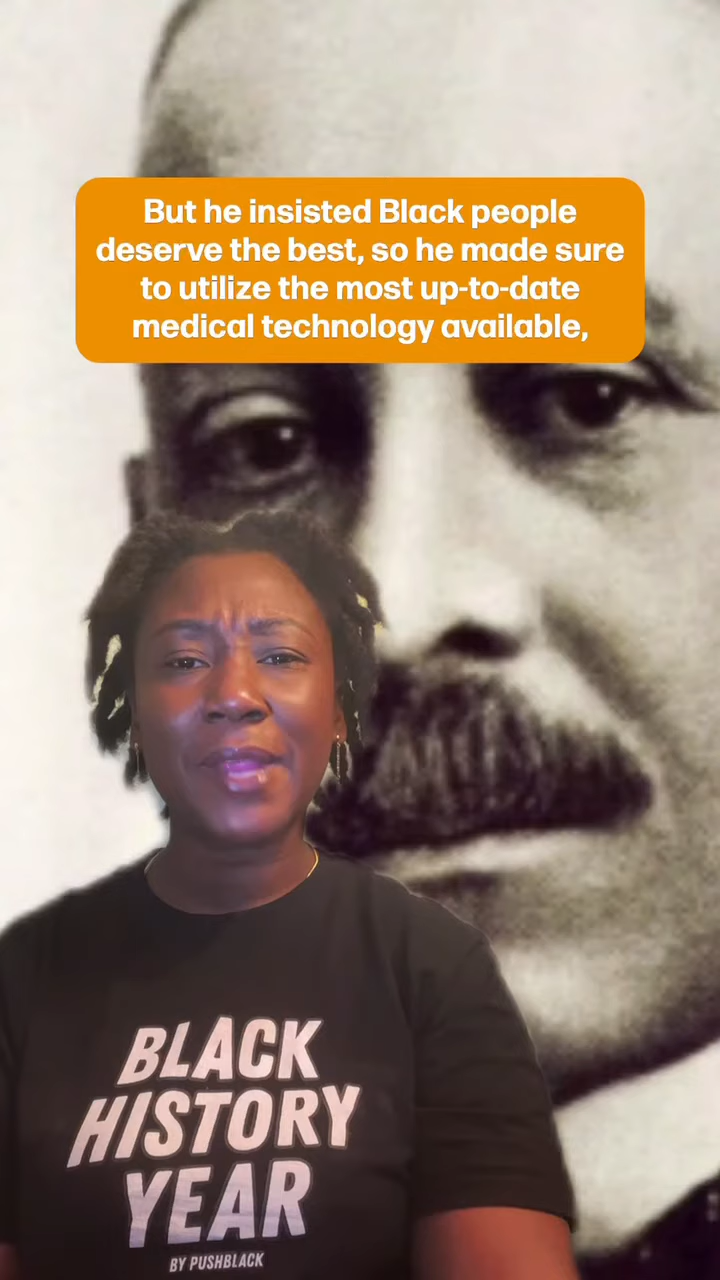 But he insisted Black people
deserve the best, so he made sure
to utilize the most up-to-date
medical technology available,
BLACK
HISTORY
YEAR
BY PUSHBLACK